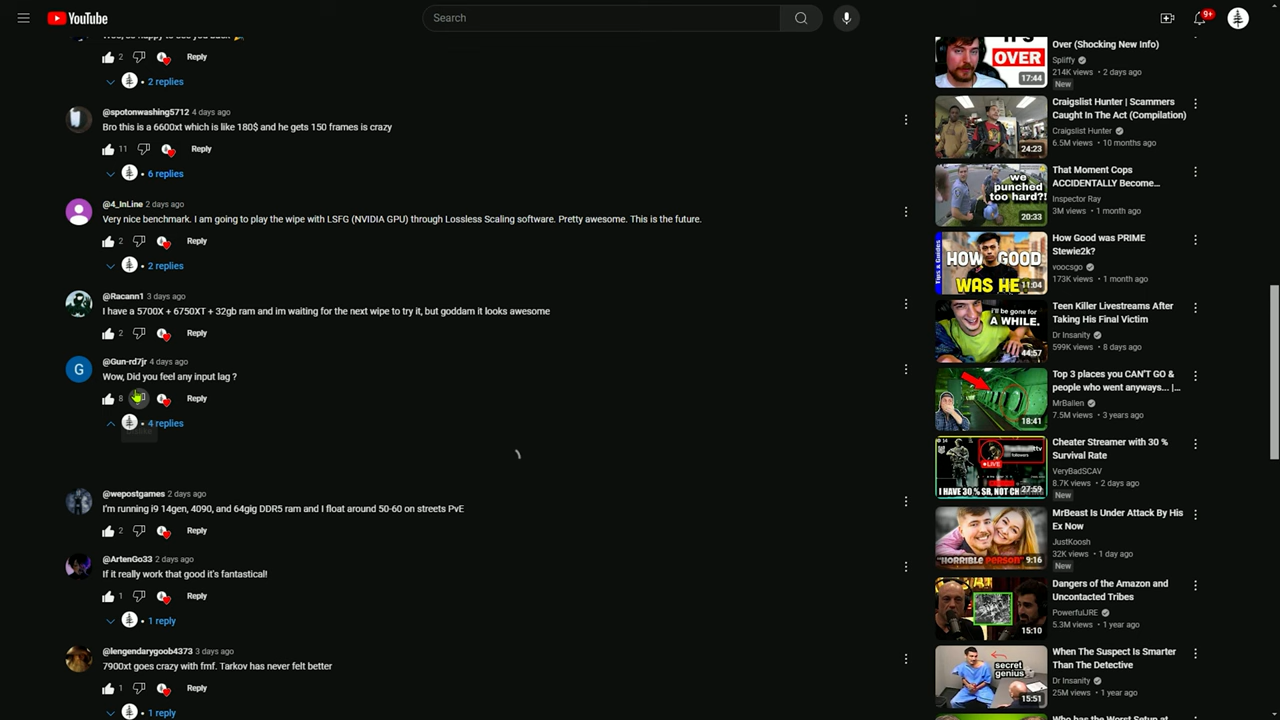 YouTube
Search
9+
2
Reply
2 replies
@spotonwashing5712 4 days ago
Bro this is a 6600xt which is like 180$ and he gets 150 frames is crazy
11
Reply
6 replies
@4_InLine 2 days ago
Very nice benchmark. I am going to play the wipe with LSFG (NVIDIA GPU) through Lossless Scaling software. Pretty awesome. This is the future.
2
Reply
2 replies
@Racann1 3 days ago
I have a 5700X + 6750XT + 32gb ram and im waiting for the next wipe to try it, but goddam it looks awesome
2
Reply
G
@Gun-rd7jr 4 days ago
Wow, Did you feel any input lag ?
8
Reply
4 replies
@wepostgames 2 days ago
I'm running i9 14gen, 4090, and 64gig DDR5 ram and I float around 50-60 on streets PvE
2
Reply
@ArtenGo33 2 days ago
If it really work that good it's fantastical!
1
Reply
1 reply
@lengendarygoob4373 3 days ago
7900xt goes crazy with fmf. Tarkov has never felt better
1
Reply
1 reply
IT'S
OVER
17:44
Over (Shocking New Info)
Spliffy
214K views • 2 days ago
New
24:23
Craigslist Hunter | Scammers
Caught In The Act (Compilation)
Craigslist Hunter
6.5M views • 10 months ago
we
punched
too hard?!
20:33
That Moment Cops
ACCIDENTALLY Become...
Inspector Ray
3M views • 1 month ago
Tips & Guides
HOW GOOD
WAS HE
11:04
How Good was PRIME
Stewie2k?
voocsgo
173K views • 1 month ago
i'll be gone for
A WHILE.
44:57
Teen Killer Livestreams After
Taking His Final Victim
Dr Insanity
599K views • 8 days ago
18:41
Top 3 places you CAN'T GO &
people who went anyways... |...
MrBallen
7.5M views • 3 years ago
LIVE
I HAVE 30 % SR, NOT
27:59
Cheater Streamer with 30 %
Survival Rate
VeryBadSCAV
8.7K views • 2 days ago
New
"HORRIBLE PERSON"
9:16
MrBeast Is Under Attack By His
Ex Now
JustKoosh
32K views • 1 day ago
New
15:10
Dangers of the Amazon and
Uncontacted Tribes
PowerfulJRE
5.3M views • 1 year ago
secret
genius
15:51
When The Suspect Is Smarter
Than The Detective
Dr Insanity
25M views • 1 year ago
Who has the Worst Setup at